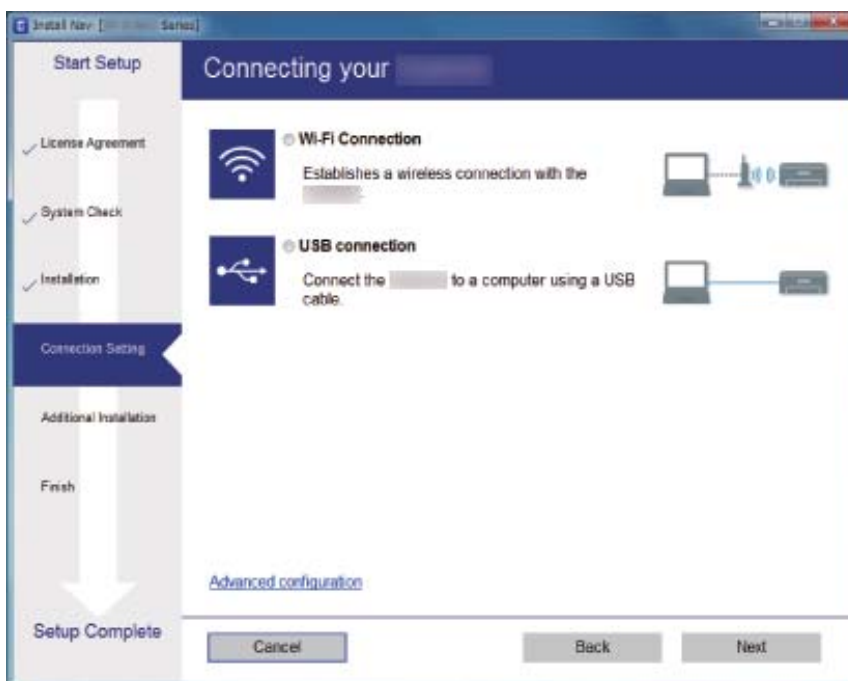 Install Navi [ Series]
Start Setup
License Agreement
System Check
Installation
Connection Setting
Additional Installation
Finish
Setup Complete
Connecting your
Wi-Fi Connection
Establishes a wireless connection with the
.
USB connection
Connect the to a computer using a USB
cable.
Advanced configuration
Cancel
Back
Next